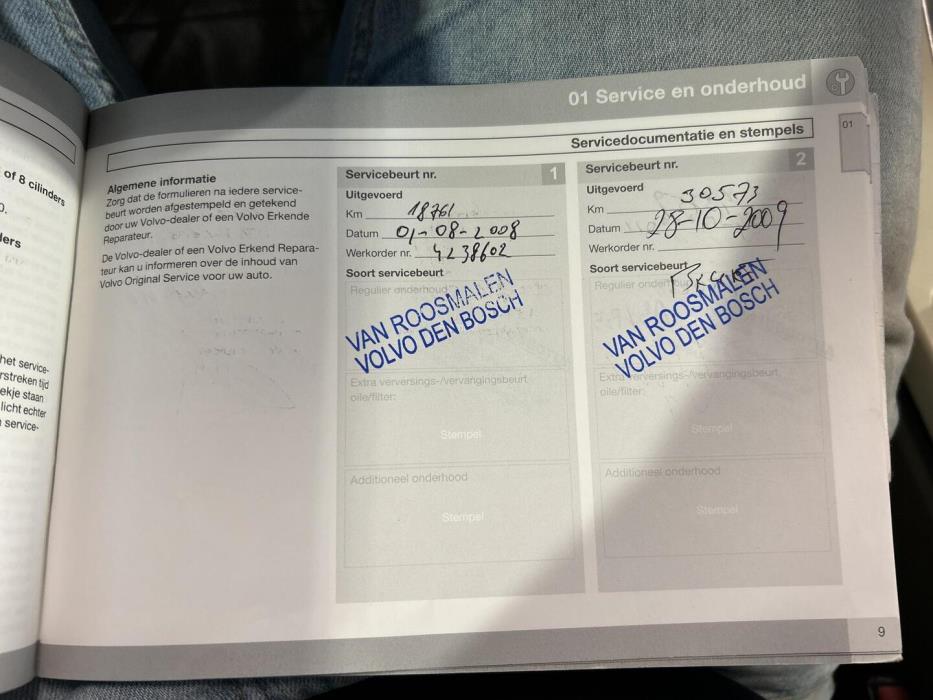 of 8 cilinders
ders
het service-
rstreken tijd
ekje staan
licht echter
service-
01 Service en onderhoud
Servicedocumentatie en stempels
01
Algemene informatie
Zorg dat de formulieren na iedere service-
beurt worden afgestempeld en getekend
door uw Volvo-dealer of een Volvo Erkende
Reparateur.
De Volvo-dealer of een Volvo Erkend Repara-
teur kan u informeren over de inhoud van
Volvo Original Service voor uw auto.
Servicebeurt nr. 1
Uitgevoerd
Km 18761
Datum 01-08-2008
Werkorder nr. 4238602
Soort servicebeurt
Regulier onderhoud
VAN ROOSMALEN
VOLVO DEN BOSCH
Extra verversings-/vervangingsbeurt
olie/filter:
Stempel
Additioneel onderhoud
Stempel
Servicebeurt nr. 2
Uitgevoerd
Km 30573
Datum 28-10-2009
Werkorder nr.
Soort servicebeurt
Regulier onderhoud
VAN ROOSMALEN
VOLVO DEN BOSCH
Extra verversings-/vervangingsbeurt
olie/filter:
Stempel
Additioneel onderhoud
Stempel
9